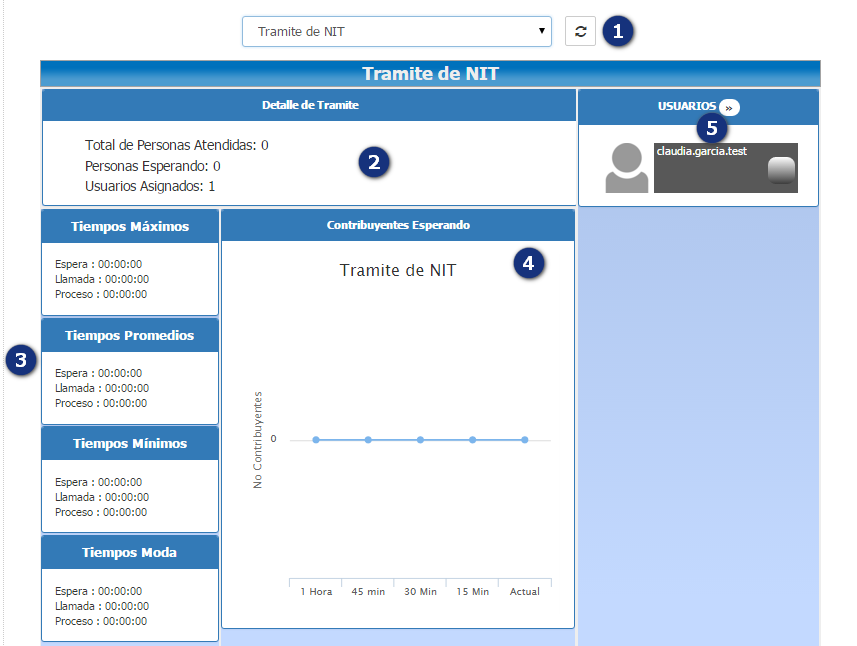 Tramite de NIT
1
Tramite de NIT
Detalle de Tramite
Total de Personas Atendidas: 0
Personas Esperando: 0
Usuarios Asignados: 1
2
USUARIOS »
5
claudia.garcia.test
Tiempos Máximos
Espera : 00:00:00
Llamada : 00:00:00
Proceso : 00:00:00
3
Tiempos Promedios
Espera : 00:00:00
Llamada : 00:00:00
Proceso : 00:00:00
Tiempos Mínimos
Espera : 00:00:00
Llamada : 00:00:00
Proceso : 00:00:00
Tiempos Moda
Espera : 00:00:00
Llamada : 00:00:00
Proceso : 00:00:00
Contribuyentes Esperando
4
Tramite de NIT
No Contribuyentes
0
1 Hora 45 min 30 Min 15 Min Actual